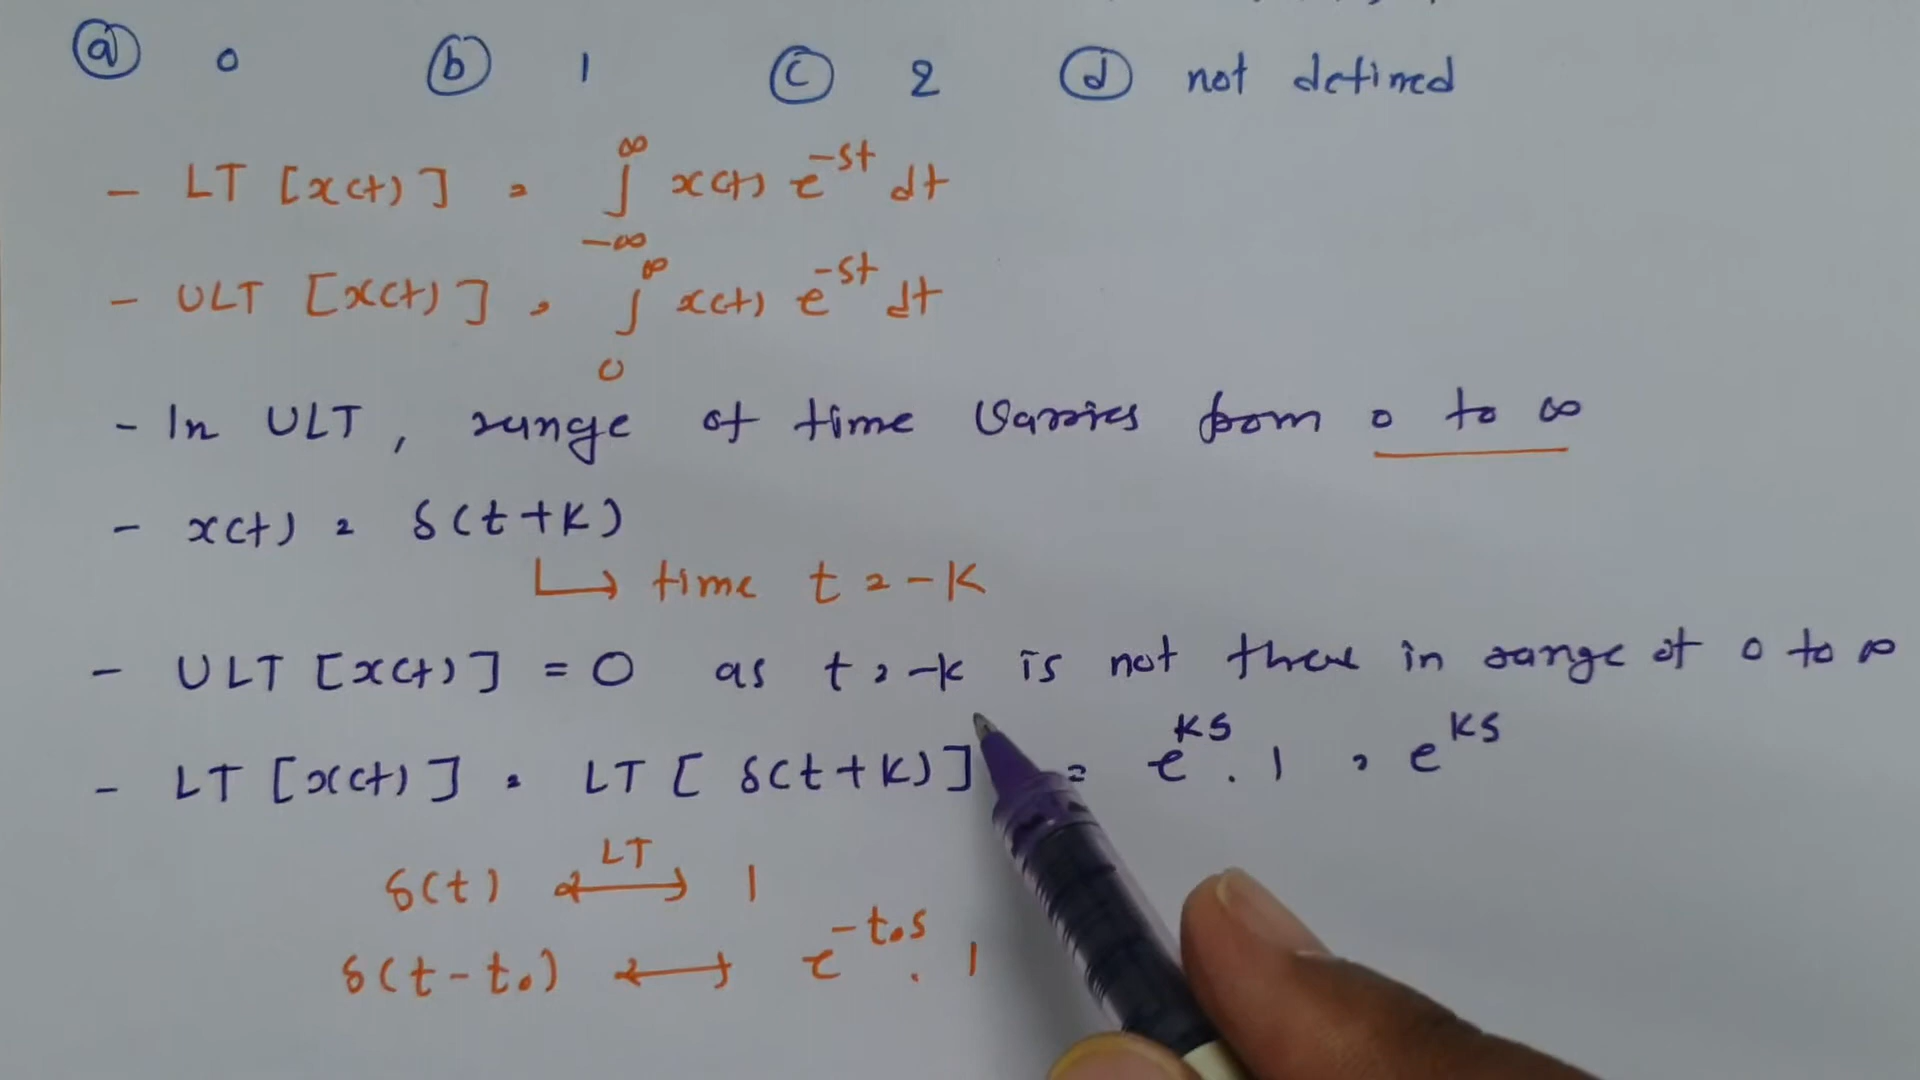 (a) 0 (b) 1 (c) 2 (d) not defined
- LT [x(t)] = ∫_{-∞}^{∞} x(t) e^{-st} dt
- ULT [x(t)] = ∫_{0}^{∞} x(t) e^{-st} dt
- In ULT, range of time varries from 0 to ∞
- x(t) = δ(t+k)
↳ time t = -k
- ULT [x(t)] = 0 as t = -k is not there in range of 0 to ∞
- LT [x(t)] = LT [δ(t+k)] = e^{ks} . 1 = e^{ks}
δ(t) ⟷^{LT} 1
δ(t-t₀) ⟷ e^{-t₀s} . 1